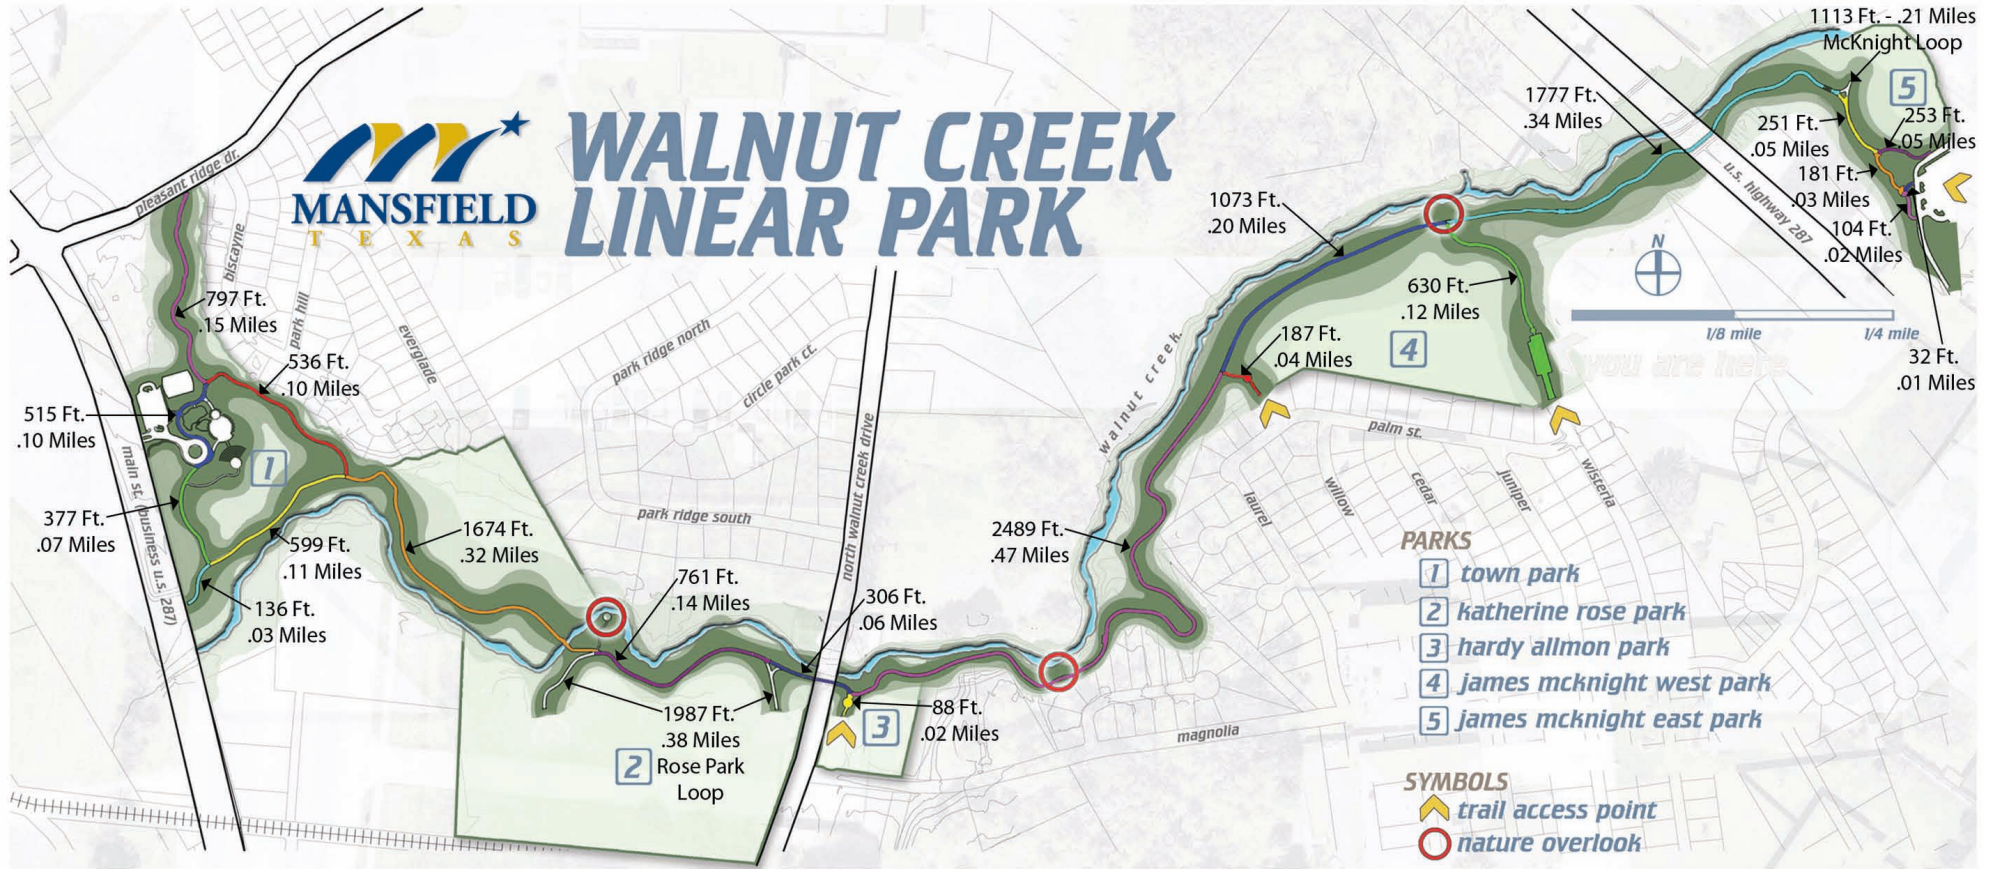 WALNUT CREEK
LINEAR PARK
MANSFIELD
TEXAS
pleasant ridge dr.
biscayne
park hill
everglade
797 Ft.
.15 Miles
536 Ft.
.10 Miles
515 Ft.
.10 Miles
1
377 Ft.
.07 Miles
main st. (business u.s. 287)
599 Ft.
.11 Miles
136 Ft.
.03 Miles
1674 Ft.
.32 Miles
park ridge north
circle park ct.
park ridge south
north walnut creek drive
761 Ft.
.14 Miles
306 Ft.
.06 Miles
1987 Ft.
.38 Miles
2 Rose Park
Loop
3
88 Ft.
.02 Miles
magnolia
2489 Ft.
.47 Miles
walnut creek.
1073 Ft.
.20 Miles
187 Ft.
.04 Miles
4
630 Ft.
.12 Miles
palm st.
laurel
willow
cedar
juniper
wisteria
1777 Ft.
.34 Miles
u.s. highway 287
1113 Ft. - .21 Miles
McKnight Loop
5
251 Ft.
.05 Miles
253 Ft.
.05 Miles
181 Ft.
.03 Miles
104 Ft.
.02 Miles
32 Ft.
.01 Miles
N
1/8 mile
1/4 mile
you are here
PARKS
1 town park
2 katherine rose park
3 hardy allmon park
4 james mcknight west park
5 james mcknight east park
SYMBOLS
trail access point
nature overlook